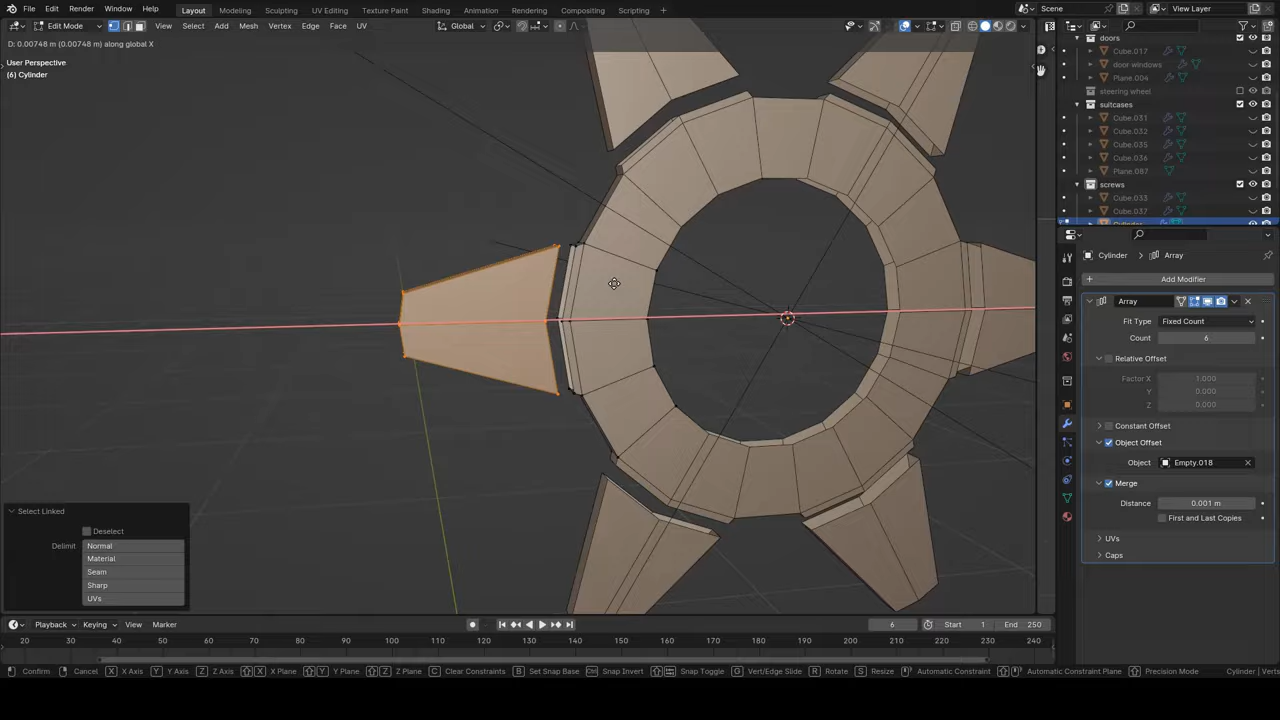 File Edit Render Window Help Layout Modeling Sculpting UV Editing Texture Paint Shading Animation Rendering Compositing Scripting Scene View Layer
Edit Mode View Select Add Mesh Vertex Edge Face UV Global
D: 0.00748 m (0.00748 m) along global X
User Perspective
(6) Cylinder
doors
Cube.017
door windows
Plane.004
steering wheel
suitcases
Cube.031
Cube.032
Cube.035
Cube.036
Plane.087
screws
Cube.033
Cube.037
Cylinder
Cylinder Array
Add Modifier
Array
Fit Type Fixed Count
Count 6
Relative Offset
Factor X 1.000
Y 0.000
Z 0.000
Constant Offset
Object Offset
Object Empty.018
Merge
Distance 0.001 m
First and Last Copies
UVs
Caps
Select Linked
Deselect
Delimit Normal
Material
Seam
Sharp
UVs
Playback Keying View Marker 6 Start 1 End 250
20 30 40 50 60 70 80 90 100 110 120 130 140 150 160 170 180 190 200 210 220 230 240
Confirm Cancel X X Axis Y Y Axis Z Z Axis X X Plane Y Y Plane Z Z Plane C Clear Constraints B Set Snap Base Snap Invert Snap Toggle G Vert/Edge Slide R Rotate S Resize Automatic Constraint Automatic Constraint Plane Precision Mode Cylinder | Verts